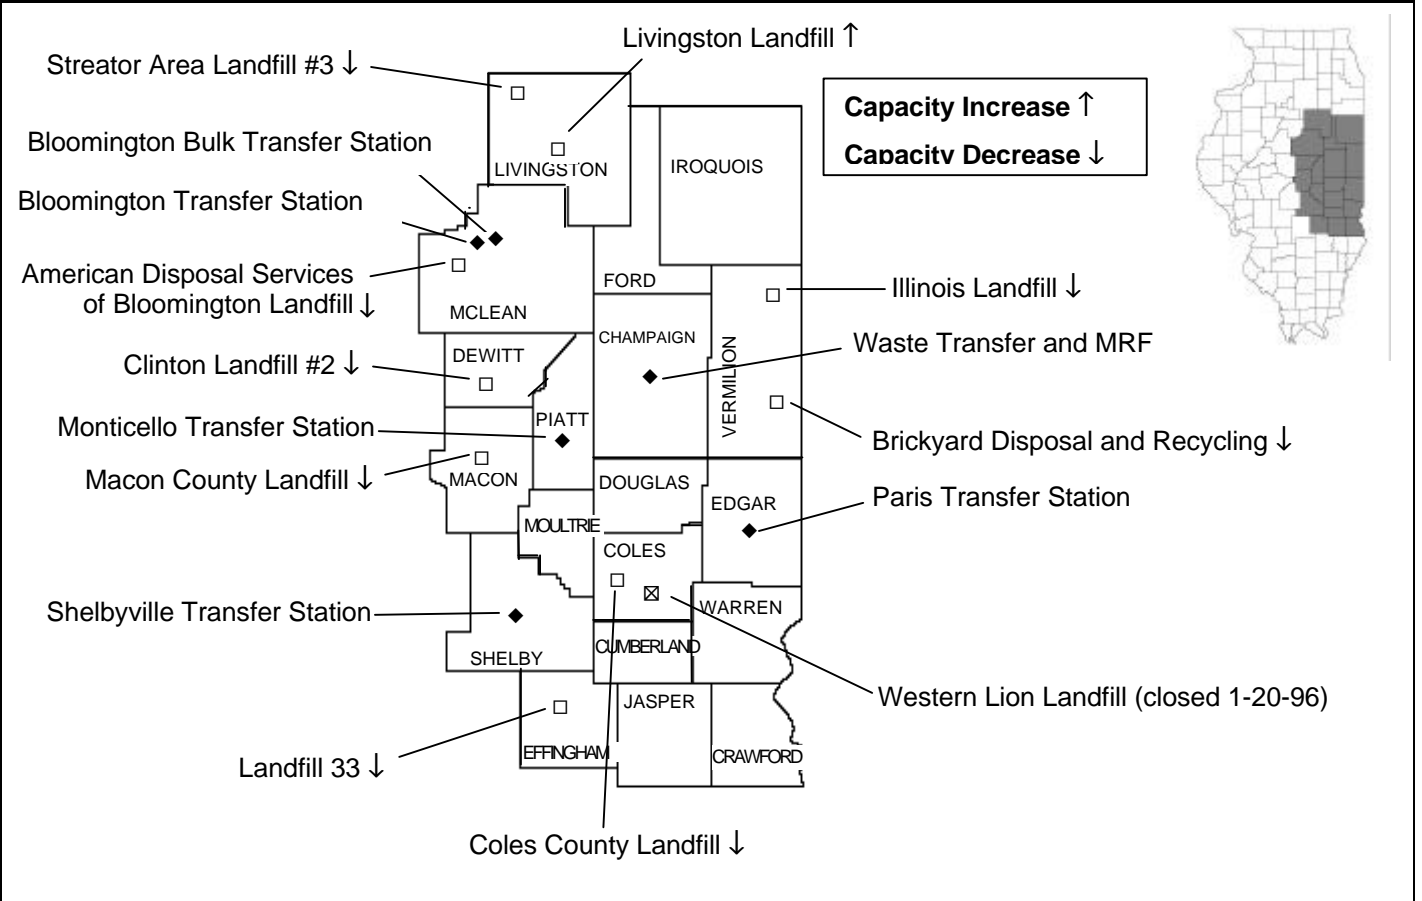 Livingston Landfill ↑
Streator Area Landfill #3 ↓
Capacity Increase ↑
Capacity Decrease ↓
Bloomington Bulk Transfer Station
LIVINGSTON
IROQUOIS
Bloomington Transfer Station
American Disposal Services
of Bloomington Landfill ↓
FORD
Illinois Landfill ↓
MCLEAN
CHAMPAIGN
Waste Transfer and MRF
DEWITT
Clinton Landfill #2 ↓
VERMILION
PIATT
Monticello Transfer Station
Brickyard Disposal and Recycling ↓
Macon County Landfill ↓
MACON
DOUGLAS
EDGAR
Paris Transfer Station
MOULTRIE
COLES
Shelbyville Transfer Station
WARREN
CUMBERLAND
SHELBY
Western Lion Landfill (closed 1-20-96)
JASPER
EFFINGHAM
CRAWFORD
Landfill 33 ↓
Coles County Landfill ↓